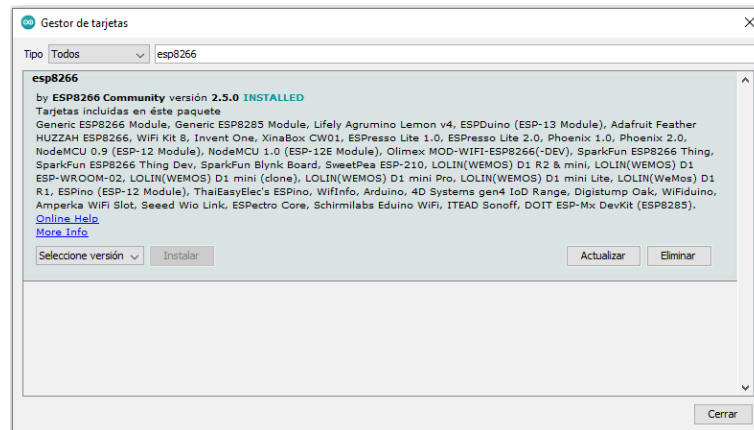 Gestor de tarjetas
Tipo Todos esp8266
esp8266
by ESP8266 Community versión 2.5.0 INSTALLED
Tarjetas incluidas en éste paquete
Generic ESP8266 Module, Generic ESP8285 Module, Lifely Agrumino Lemon v4, ESPDuino (ESP-13 Module), Adafruit Feather
HUZZAH ESP8266, WiFi Kit 8, Invent One, XinaBox CW01, ESPresso Lite 1.0, ESPresso Lite 2.0, Phoenix 1.0, Phoenix 2.0,
NodeMCU 0.9 (ESP-12 Module), NodeMCU 1.0 (ESP-12E Module), Olimex MOD-WIFI-ESP8266(-DEV), SparkFun ESP8266 Thing,
SparkFun ESP8266 Thing Dev, SparkFun Blynk Board, SweetPea ESP-210, LOLIN(WEMOS) D1 R2 & mini, LOLIN(WEMOS) D1
ESP-WROOM-02, LOLIN(WEMOS) D1 mini (clone), LOLIN(WEMOS) D1 mini Pro, LOLIN(WEMOS) D1 mini Lite, LOLIN(WeMos) D1
R1, ESPino (ESP-12 Module), ThaiEasyElec's ESPino, WifInfo, Arduino, 4D Systems gen4 IoD Range, Digistump Oak, WiFiduino,
Amperka WiFi Slot, Seeed Wio Link, ESPectro Core, Schirmilabs Eduino WiFi, ITEAD Sonoff, DOIT ESP-Mx DevKit (ESP8285).
Online Help
More Info
Seleccione versión Instalar Actualizar Eliminar
Cerrar